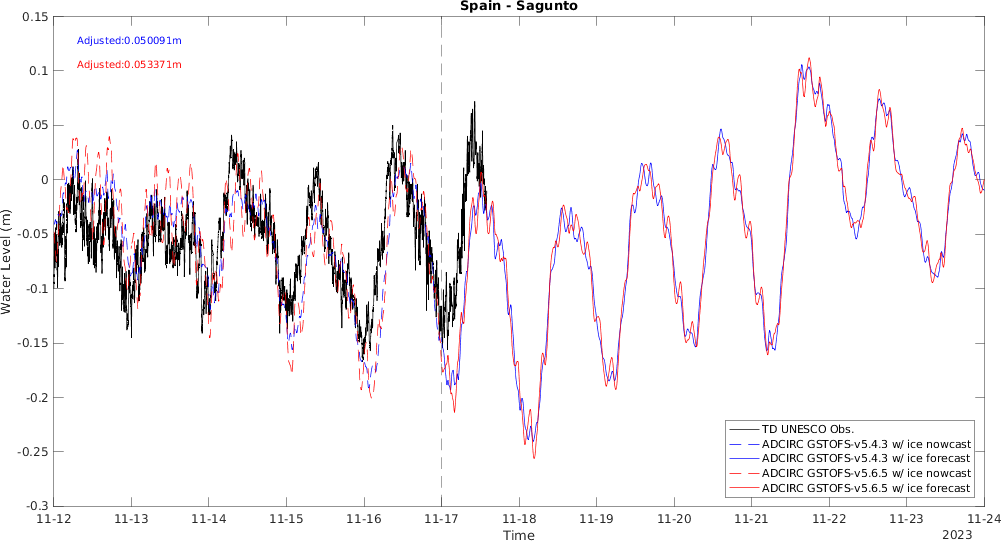 Spain - Sagunto
Adjusted:0.050091m
Adjusted:0.053371m
0.15
0.1
0.05
0
-0.05
-0.1
-0.15
-0.2
-0.25
-0.3
Water Level (m)
TD UNESCO Obs.
ADCIRC GSTOFS-v5.4.3 w/ ice nowcast
ADCIRC GSTOFS-v5.4.3 w/ ice forecast
ADCIRC GSTOFS-v5.6.5 w/ ice nowcast
ADCIRC GSTOFS-v5.6.5 w/ ice forecast
11-12 11-13 11-14 11-15 11-16 11-17 11-18 11-19 11-20 11-21 11-22 11-23 11-24
Time
2023